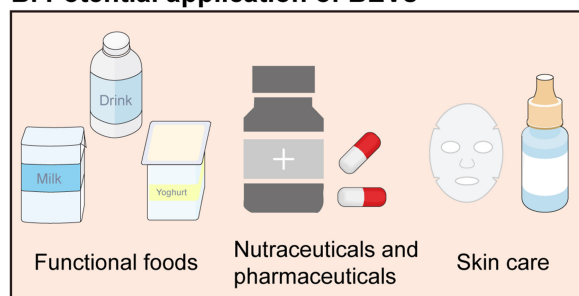 Potential application of
Drink
Milk
Yoghurt
Functional foods
Nutraceuticals and
pharmaceuticals
Skin care